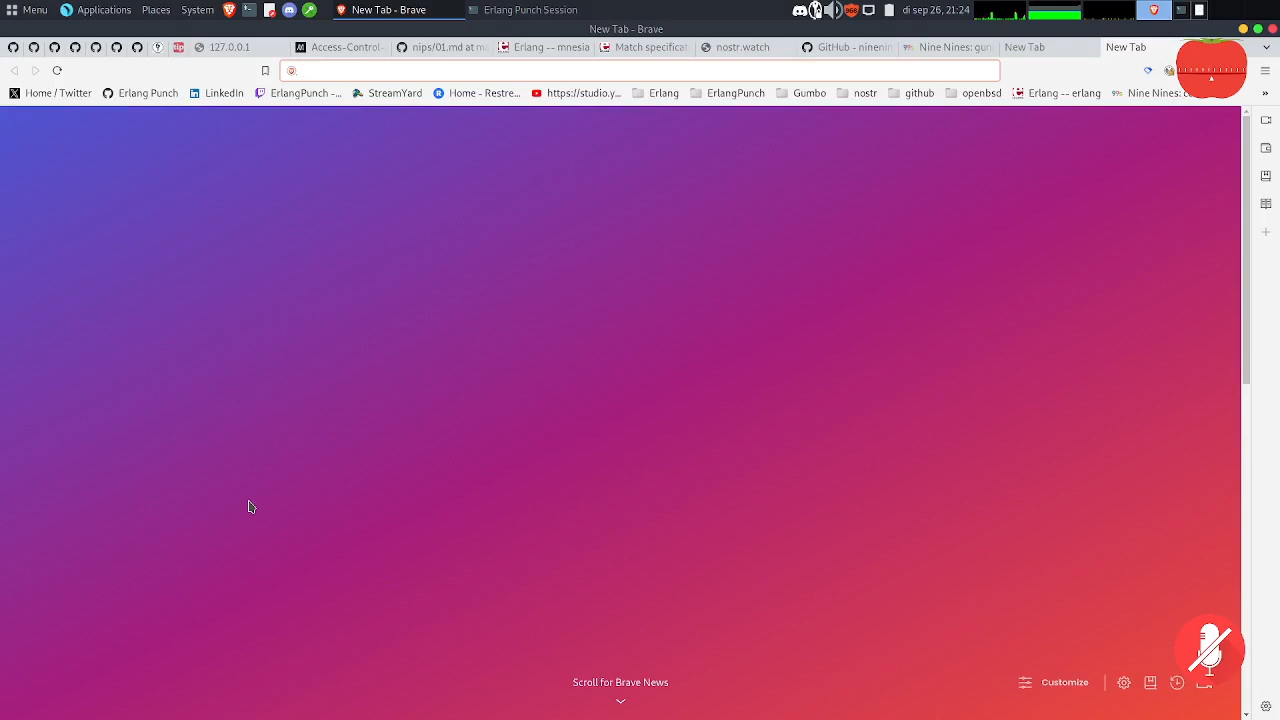 Menu Applications Places System New Tab - Brave Erlang Punch Session di sep 26, 21:24
New Tab - Brave
127.0.0.1 Access-Control- nips/01.md at m Erlang -- mnesia Match specificat nostr.watch GitHub - ninenin Nine Nines: gun New Tab New Tab
Home / Twitter Erlang Punch LinkedIn ErlangPunch -... StreamYard Home - Restre... https://studio.y... Erlang ErlangPunch Gumbo nostr github openbsd Erlang -- erlang Nine Nines: c
Scroll for Brave News
Customize